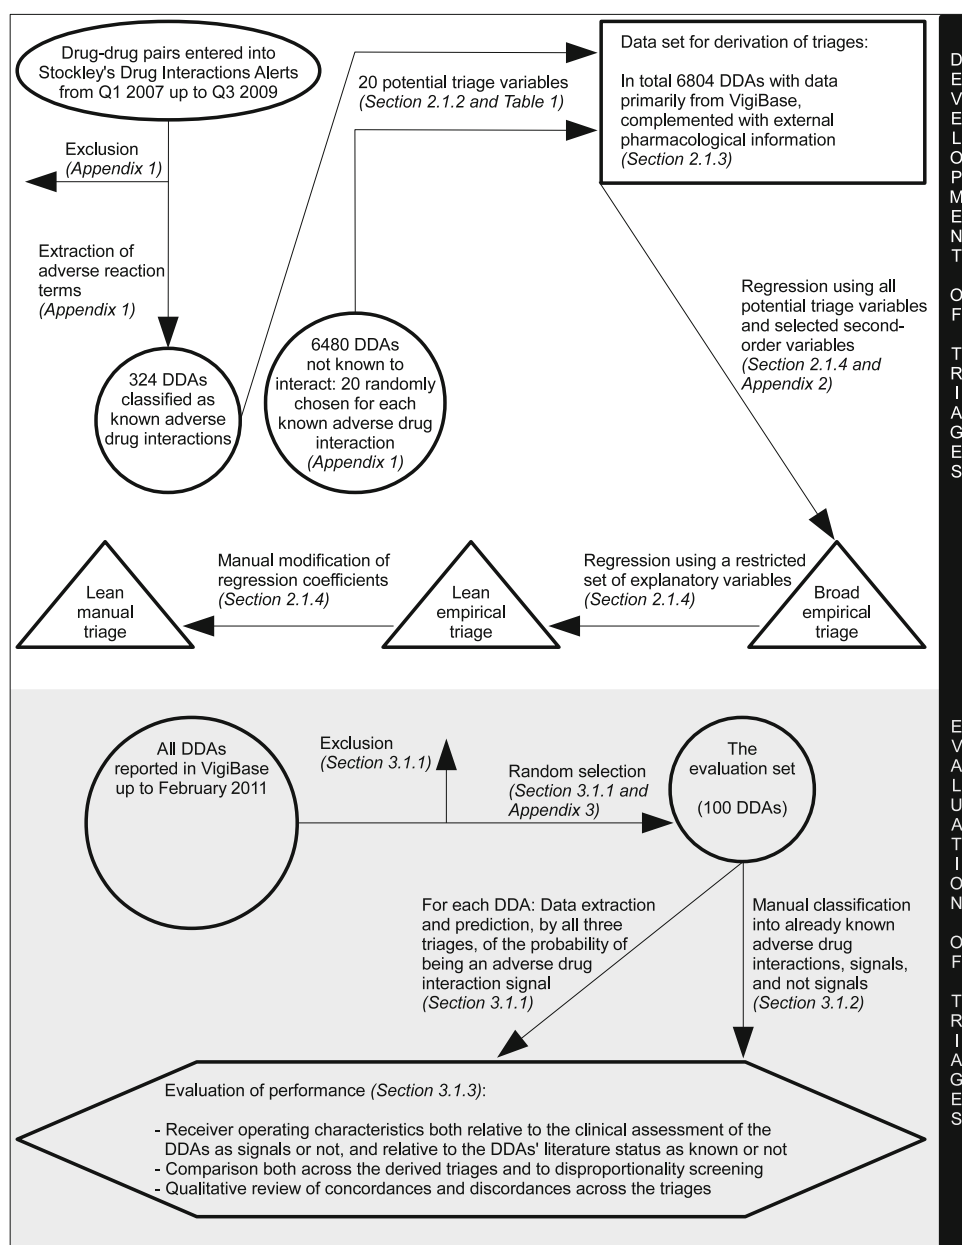 Drug-drug pairs entered into
Stockley's Drug Interactions Alerts
from Q1 2007 up to Q3 2009
20 potential triage variables
(Section 2.1.2 and Table 1)
Data set for derivation of triages:
In total 6804 DDAs with data
primarily from VigiBase,
complemented with external
pharmacological information
(Section 2.1.3)
Exclusion
(Appendix 1)
Extraction of
adverse reaction
terms
(Appendix 1)
324 DDAs
classified as
known adverse
drug interactions
6480 DDAs
not known to
interact: 20 randomly
chosen for each
known adverse drug
interaction
(Appendix 1)
Regression using all
potential triage variables
and selected second-
order variables
(Section 2.1.4 and
Appendix 2)
Lean
manual
triage
Manual modification of
regression coefficients
(Section 2.1.4)
Lean
empirical
triage
Regression using a restricted
set of explanatory variables
(Section 2.1.4)
Broad
empirical
triage
DEVELOPMENT OF TRIAGES
All DDAs
reported in VigiBase
up to February 2011
Exclusion
(Section 3.1.1)
Random selection
(Section 3.1.1 and
Appendix 3)
The
evaluation set
(100 DDAs)
For each DDA: Data extraction
and prediction, by all three
triages, of the probability of
being an adverse drug
interaction signal
(Section 3.1.1)
Manual classification
into already known
adverse drug
interactions, signals,
and not signals
(Section 3.1.2)
Evaluation of performance (Section 3.1.3):
- Receiver operating characteristics both relative to the clinical assessment of the
DDAs as signals or not, and relative to the DDAs' literature status as known or not
- Comparison both across the derived triages and to disproportionality screening
- Qualitative review of concordances and discordances across the triages
EVALUATION OF TRIAGES